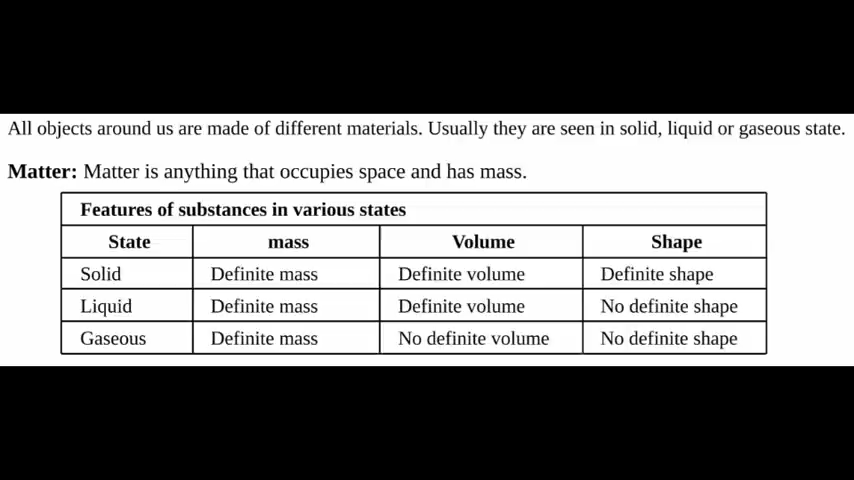 All objects around us are made of different materials. Usually they are seen in solid, liquid or gaseous state.
Matter: Matter is anything that occupies space and has mass.
Features of substances in various states
State mass Volume Shape
Solid Definite mass Definite volume Definite shape
Liquid Definite mass Definite volume No definite shape
Gaseous Definite mass No definite volume No definite shape